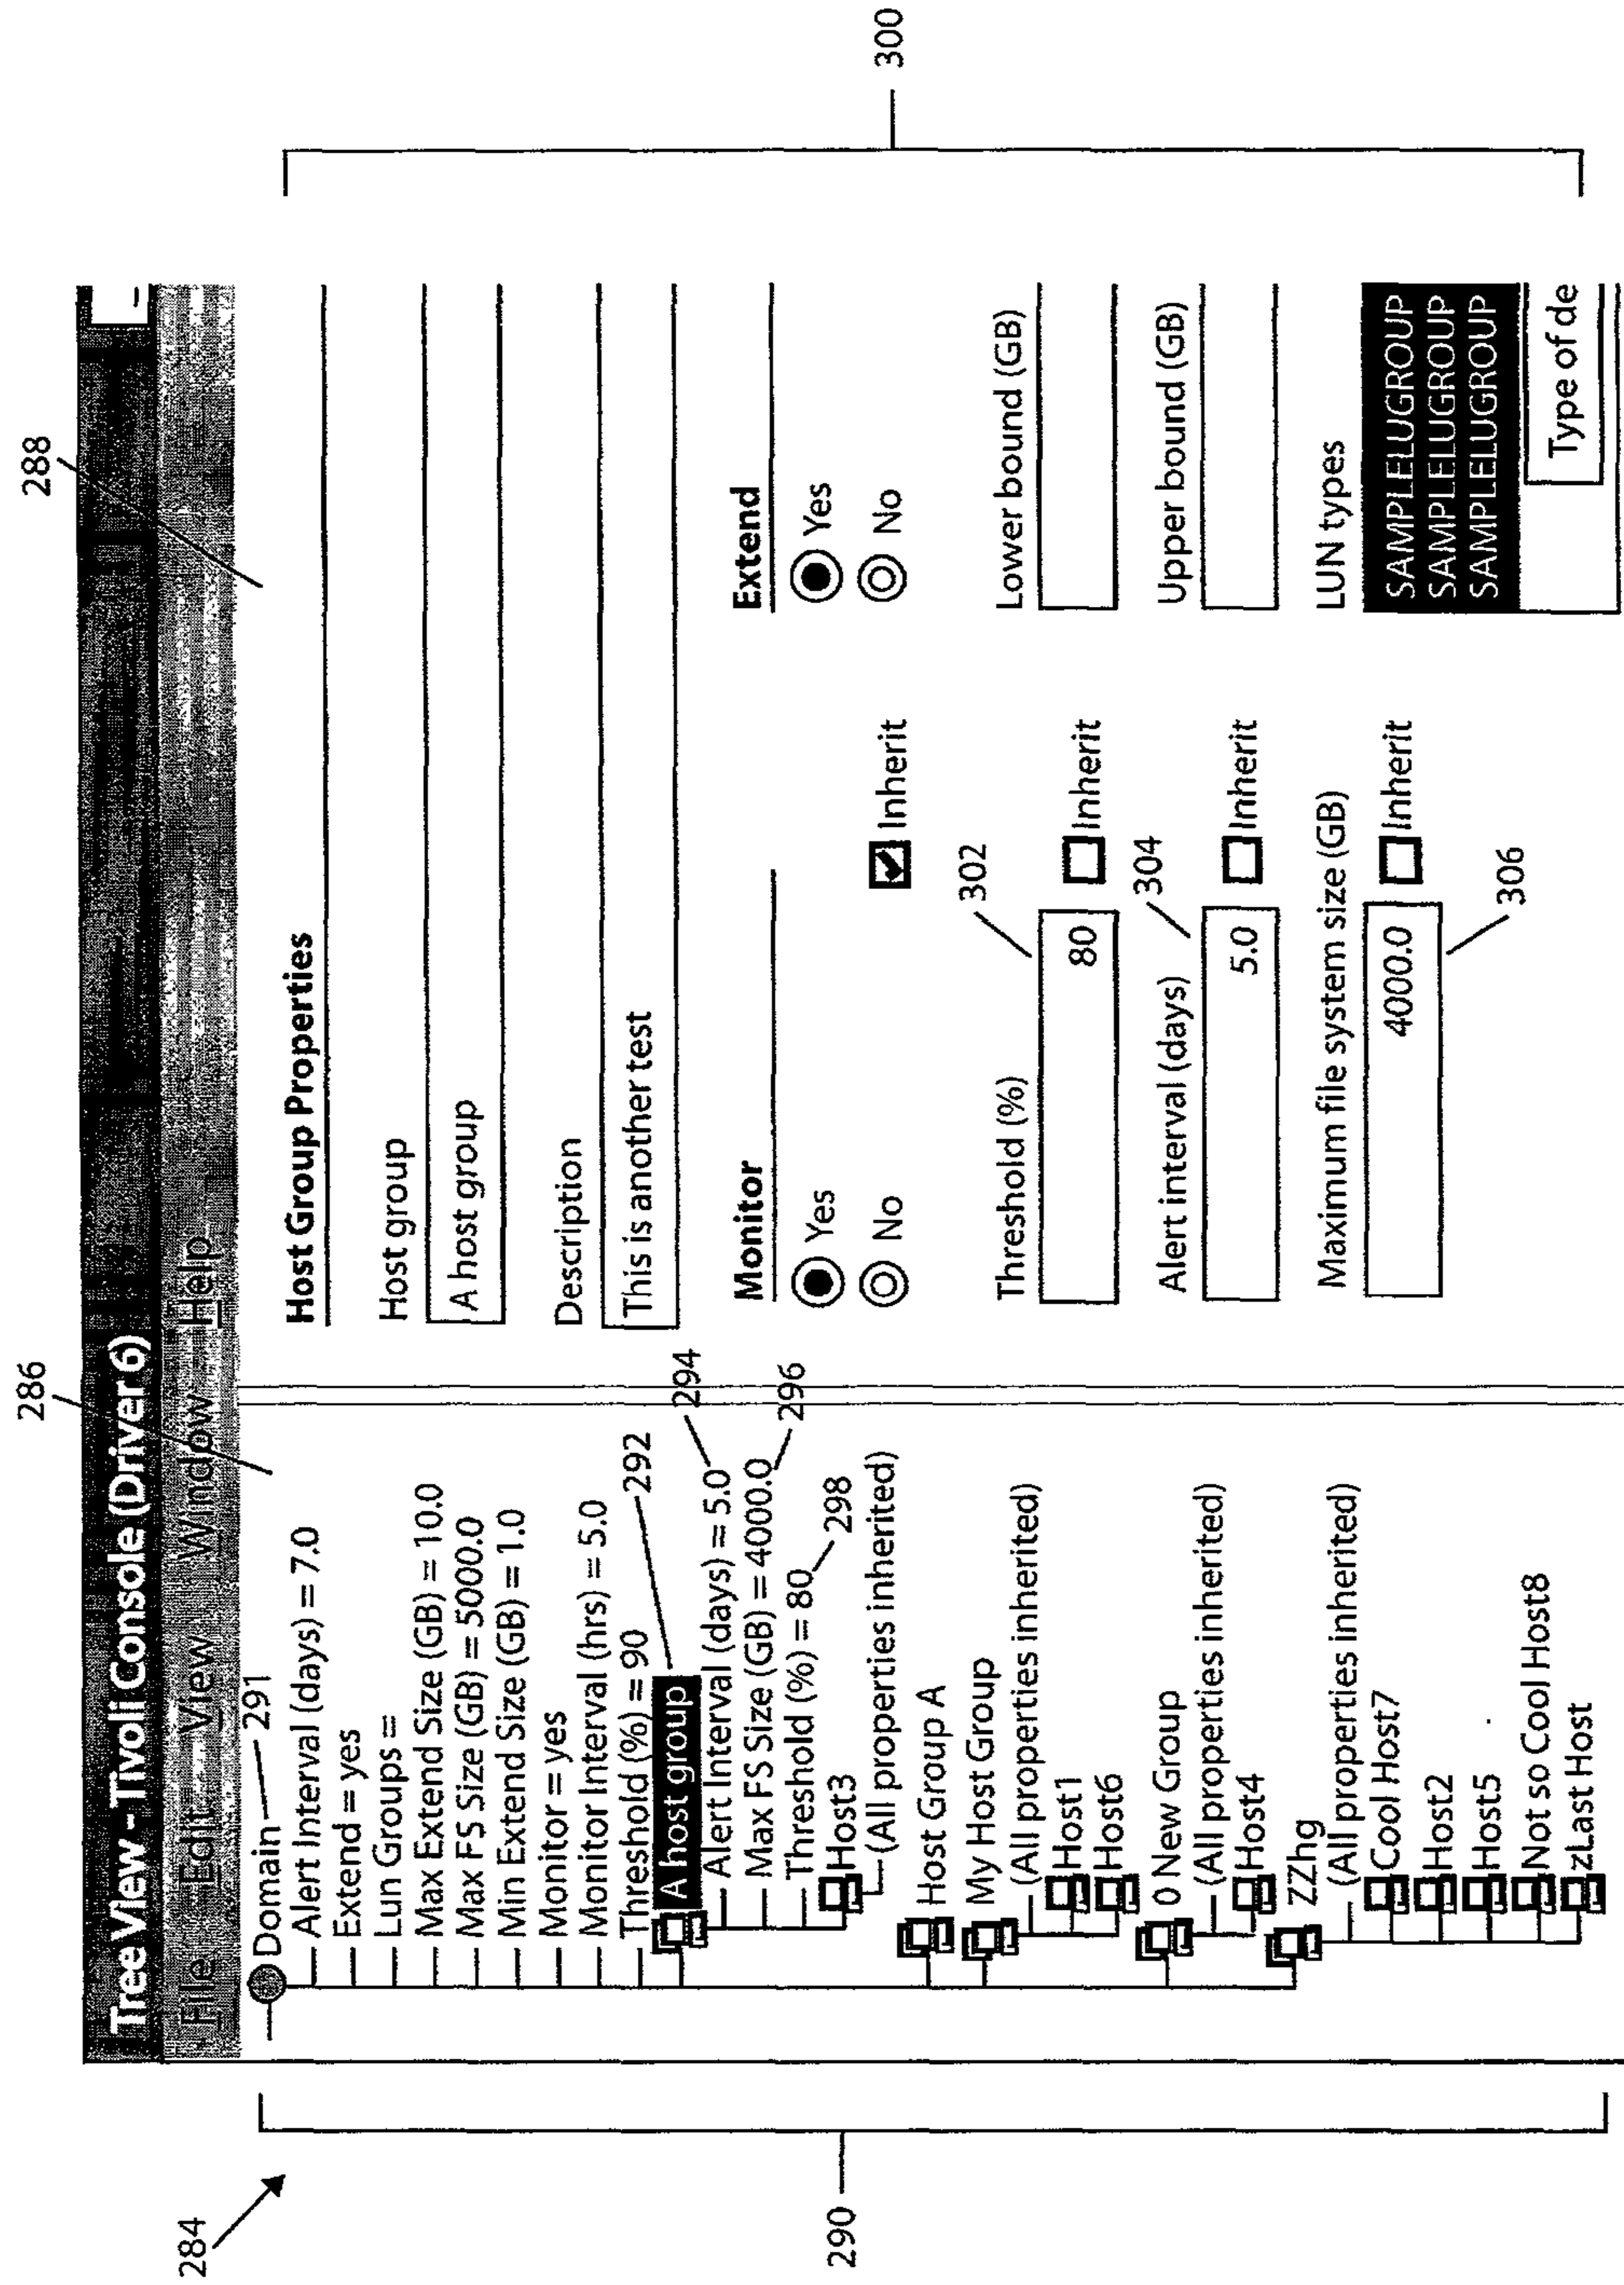 284
286
288
Tree View - Tivoli Console (Driver 6)
_
File Edit View Window Help
290
Domain 291
Alert Interval (days) = 7.0
Extend = yes
Lun Groups =
Max Extend Size (GB) = 10.0
Max FS Size (GB) = 5000.0
Min Extend Size (GB) = 1.0
Monitor = yes
Monitor Interval (hrs) = 5.0
Threshold (%) = 90
A host group 292
Alert Interval (days) = 5.0 294
Max FS Size (GB) = 4000.0 296
Threshold (%) = 80 298
Host3
(All properties inherited)
Host Group A
My Host Group
(All properties inherited)
Host1
Host6
0 New Group
(All properties inherited)
Host4
ZZhg
(All properties inherited)
Cool Host7
Host2
Host5
Not so Cool Host8
zLast Host
Host Group Properties
Host group
A host group
Description
This is another test
Monitor
Yes
No
Inherit
302
Threshold (%)
80 Inherit
304
Alert interval (days)
5.0 Inherit
Maximum file system size (GB)
4000.0 Inherit
306
Extend
Yes
No
Lower bound (GB)
Upper bound (GB)
LUN types
SAMPLELUGROUP
SAMPLELUGROUP
SAMPLELUGROUP
Type of de
300